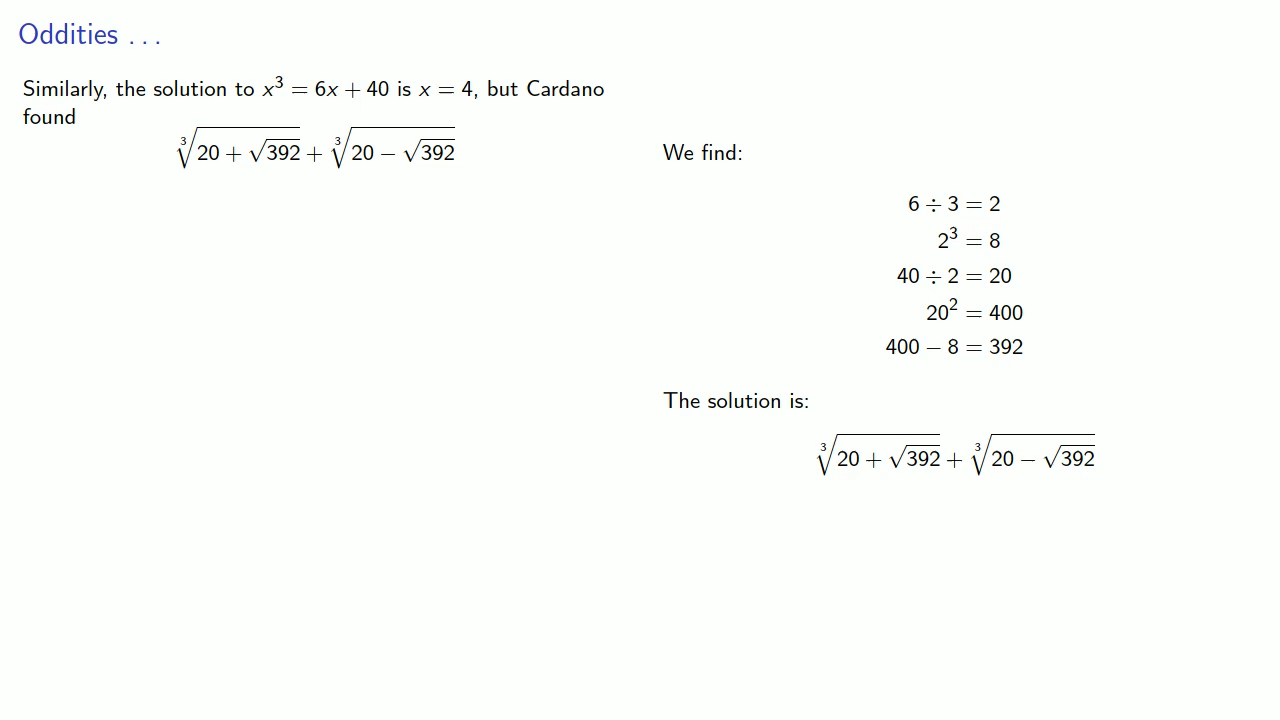 Oddities ...
Similarly, the solution to x³ = 6x + 40 is x = 4, but Cardano
found
∛(20 + √392) + ∛(20 − √392)
We find:
6 ÷ 3 = 2
2³ = 8
40 ÷ 2 = 20
20² = 400
400 − 8 = 392
The solution is:
∛(20 + √392) + ∛(20 − √392)